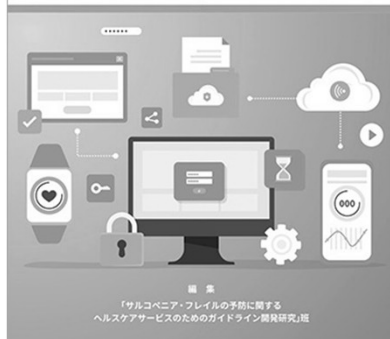 編 集
「サルコペニア・フレイルの予防に関する
ヘルスケアサービスのためのガイドライン開発研究」班